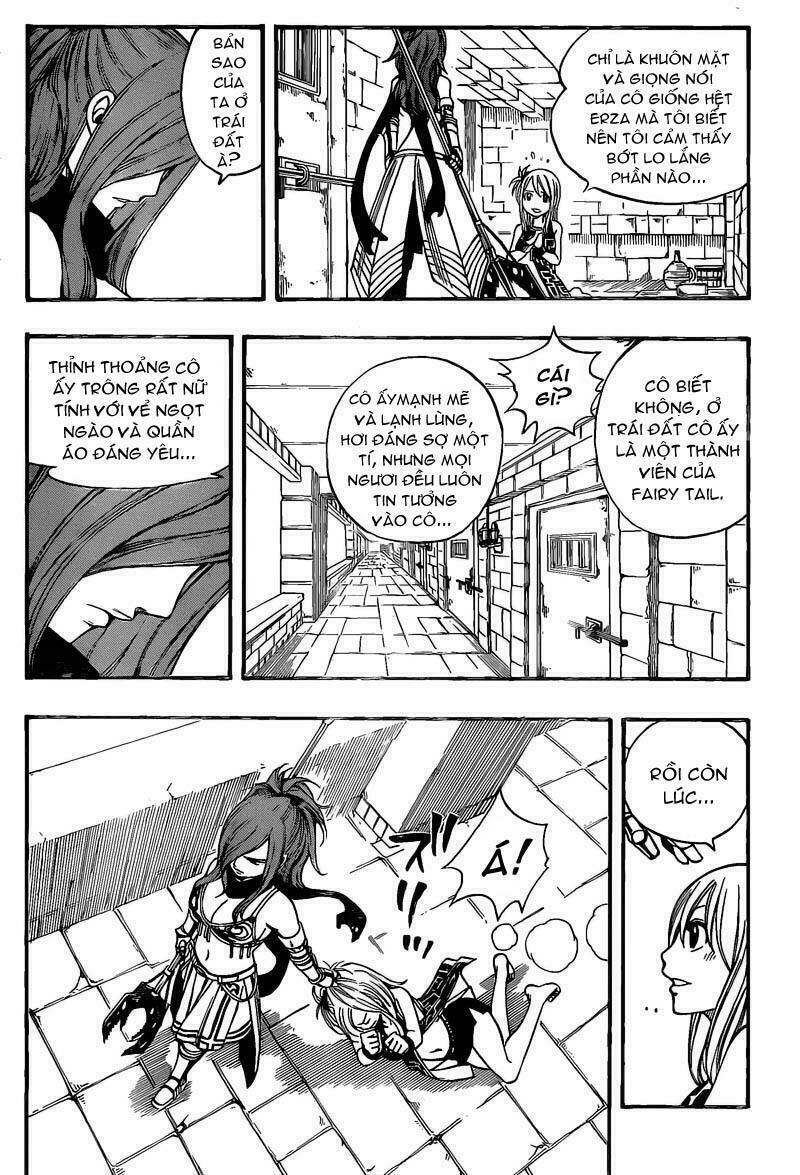 CHỈ LÀ KHUÔN MẶT
VÀ GIỌNG NÓI
CỦA CÔ GIỐNG HỆT
ERZA MÀ TÔI BIẾT
NÊN TÔI CẢM THẤY
BỚT LO LẮNG
PHẦN NÀO...
BẢN
SAO
CỦA
TA Ở
TRÁI
ĐẤT
À?
CÔ BIẾT
KHÔNG, Ở
TRÁI ĐẤT CÔ ẤY
LÀ MỘT THÀNH
VIÊN CỦA
FAIRY TAIL.
CÁI
GÌ?
CÔ ẤYMẠNH MẼ
VÀ LẠNH LÙNG,
HƠI ĐÁNG SỢ MỘT
TÍ, NHƯNG MỌI
NGƯƠI ĐỀU LUÔN
TIN TƯỞNG
VÀO CÔ...
THỈNH THOẢNG CÔ
ẤY TRÔNG RẤT NỮ
TÍNH VỚI VẺ NGỌT
NGÀO VÀ QUẦN
ÁO ĐÁNG YÊU...
RỒI CÒN
LÚC...
Á!
ズ